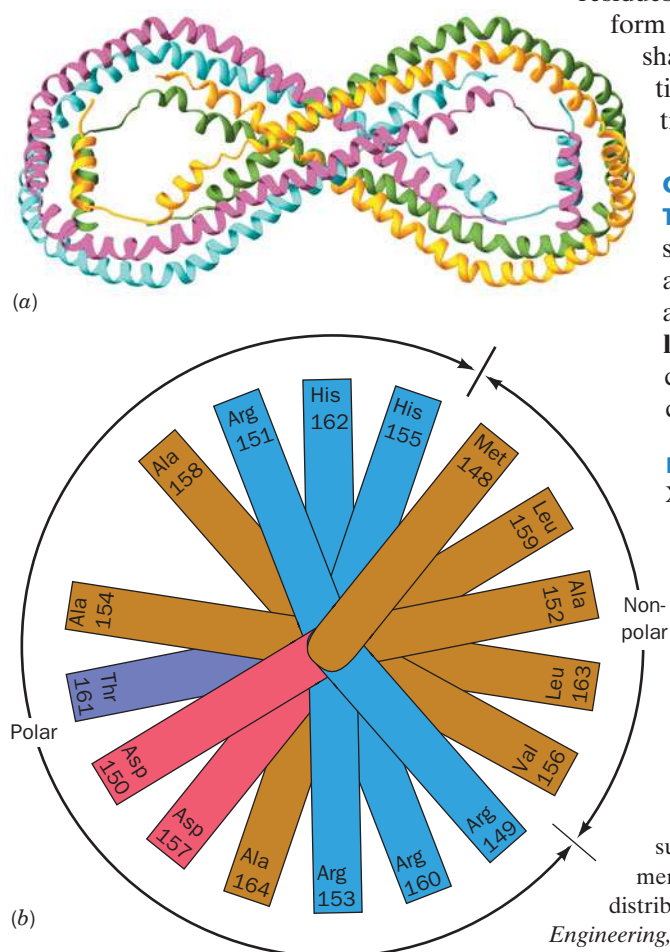 residues
form
sha
ti
ti
(a)
C
T
s
a
a
l
c
c
I
X
Arg
151
His
162
His
155
Met
148
Ala
158
Leu
159
Ala
154
Ala
152
Non-
polar
Thr
161
Leu
163
Polar
Asp
150
Val
156
Asp
157
Arg
149
Ala
164
Arg
153
Arg
160
su
mer
distrib
(b)
Engineering,